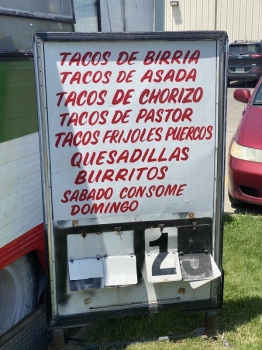 TACOS DE BIRRIA
TACOS DE ASADA
TACOS DE CHORIZO
TACOS DE PASTOR
TACOS FRIJOLES PUERCOS
QUESADILLAS
BURRITOS
SABADO CONSOME
DOMINGO
1